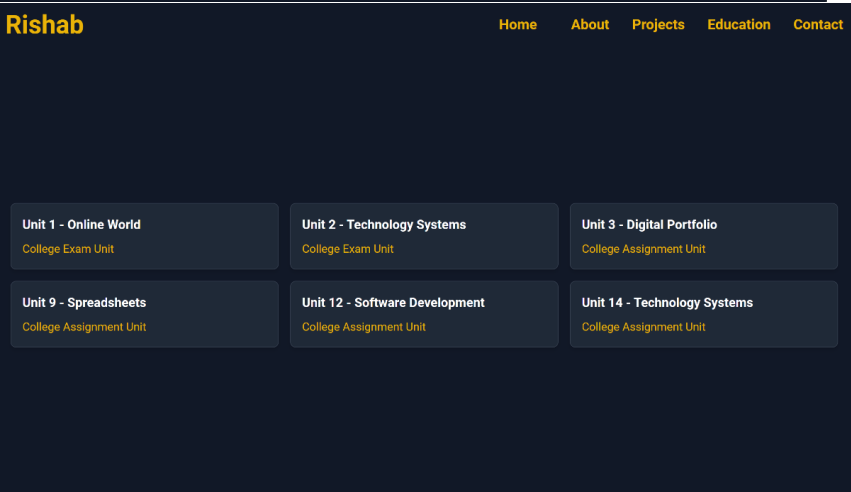 Rishab
Home About Projects Education Contact
Unit 1 - Online World
College Exam Unit
Unit 2 - Technology Systems
College Exam Unit
Unit 3 - Digital Portfolio
College Assignment Unit
Unit 9 - Spreadsheets
College Assignment Unit
Unit 12 - Software Development
College Assignment Unit
Unit 14 - Technology Systems
College Assignment Unit